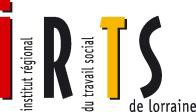 iRTS
institut régional
du travail social
de lorraine